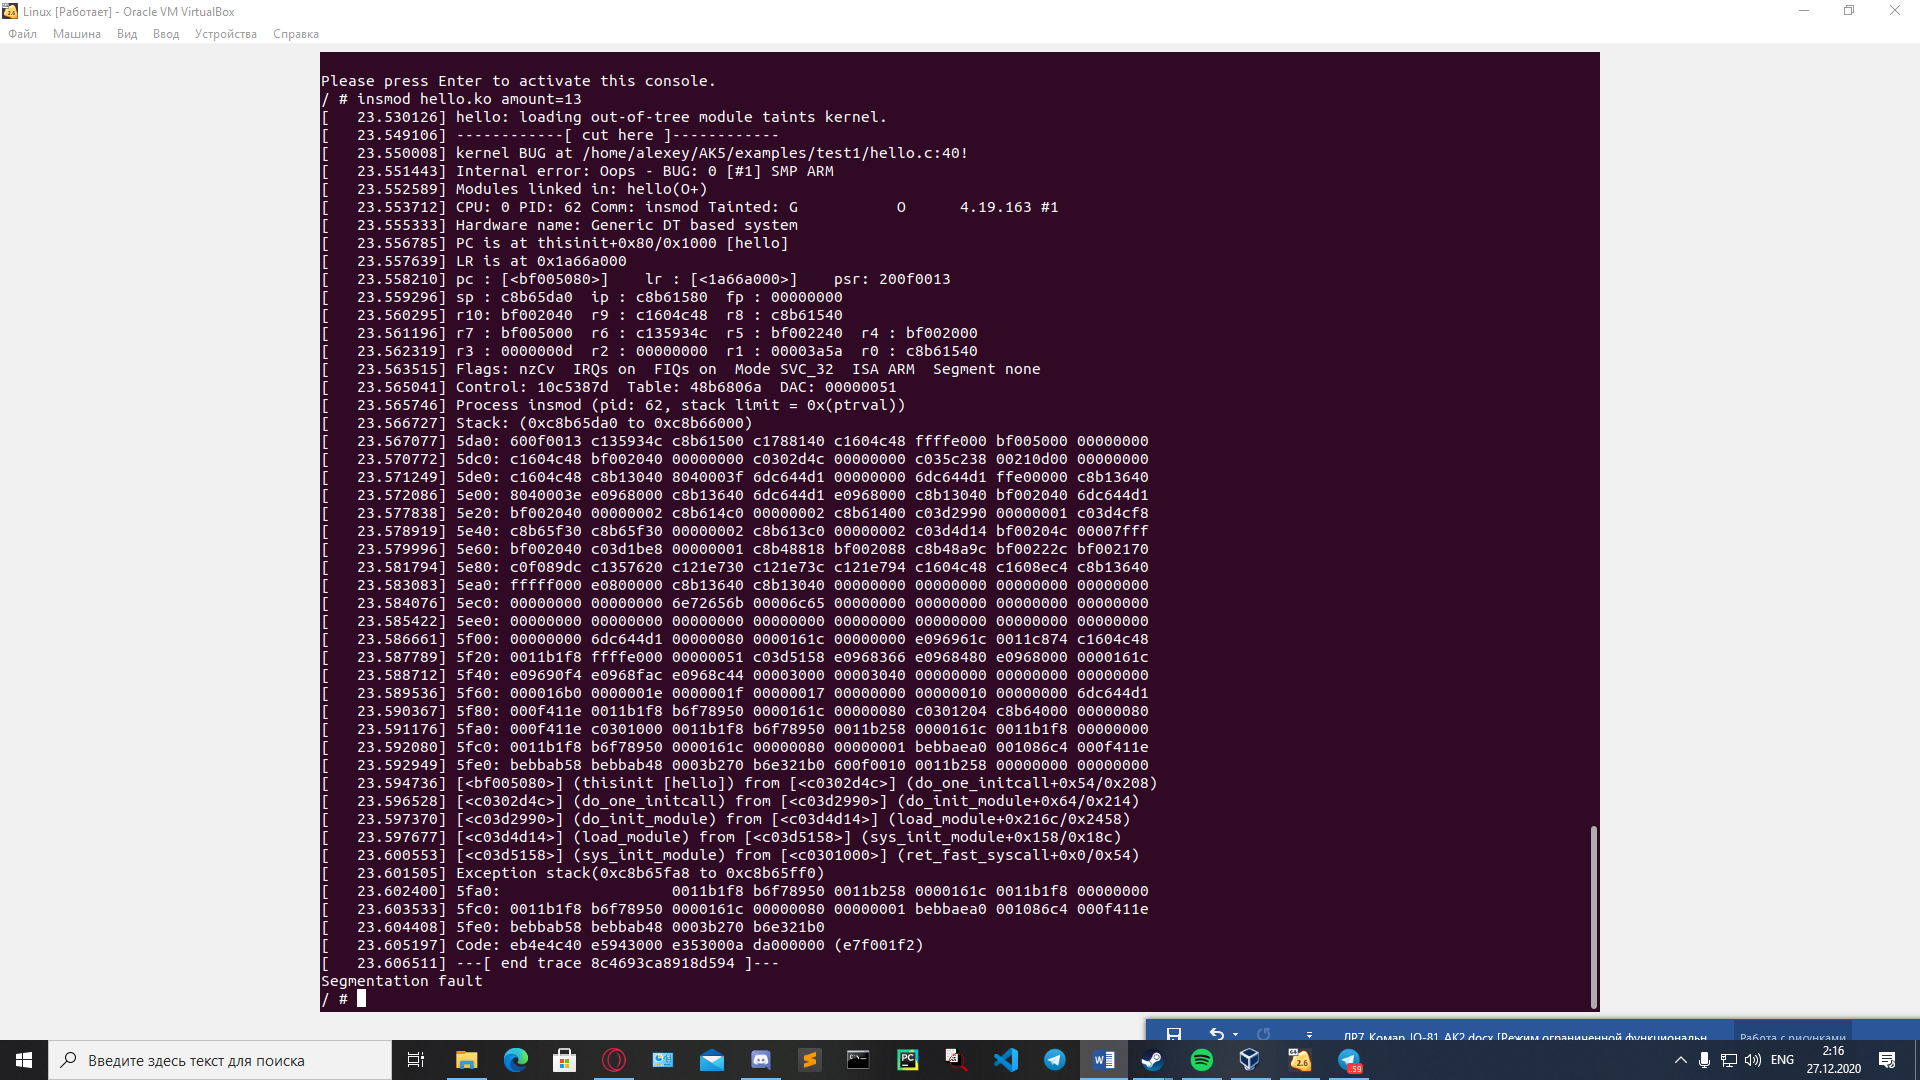 Linux [Работает] - Oracle VM VirtualBox
Файл Машина Вид Ввод Устройства Справка
Please press Enter to activate this console.
/ # insmod hello.ko amount=13
[   23.530126] hello: loading out-of-tree module taints kernel.
[   23.549106] ------------[ cut here ]------------
[   23.550008] kernel BUG at /home/alexey/AK5/examples/test1/hello.c:40!
[   23.551443] Internal error: Oops - BUG: 0 [#1] SMP ARM
[   23.552589] Modules linked in: hello(O+)
[   23.553712] CPU: 0 PID: 62 Comm: insmod Tainted: G           O      4.19.163 #1
[   23.555333] Hardware name: Generic DT based system
[   23.556785] PC is at thisinit+0x80/0x1000 [hello]
[   23.557639] LR is at 0x1a66a000
[   23.558210] pc : [<bf005080>]    lr : [<1a66a000>]    psr: 200f0013
[   23.559296] sp : c8b65da0  ip : c8b61580  fp : 00000000
[   23.560295] r10: bf002040  r9 : c1604c48  r8 : c8b61540
[   23.561196] r7 : bf005000  r6 : c135934c  r5 : bf002240  r4 : bf002000
[   23.562319] r3 : 0000000d  r2 : 00000000  r1 : 00003a5a  r0 : c8b61540
[   23.563515] Flags: nzCv  IRQs on  FIQs on  Mode SVC_32  ISA ARM  Segment none
[   23.565041] Control: 10c5387d  Table: 48b6806a  DAC: 00000051
[   23.565746] Process insmod (pid: 62, stack limit = 0x(ptrval))
[   23.566727] Stack: (0xc8b65da0 to 0xc8b66000)
[   23.567077] 5da0: 600f0013 c135934c c8b61500 c1788140 c1604c48 ffffe000 bf005000 00000000
[   23.570772] 5dc0: c1604c48 bf002040 00000000 c0302d4c 00000000 c035c238 00210d00 00000000
[   23.571249] 5de0: c1604c48 c8b13040 8040003f 6dc644d1 00000000 6dc644d1 ffe00000 c8b13640
[   23.572086] 5e00: 8040003e e0968000 c8b13640 6dc644d1 e0968000 c8b13040 bf002040 6dc644d1
[   23.577838] 5e20: bf002040 00000002 c8b614c0 00000002 c8b61400 c03d2990 00000001 c03d4cf8
[   23.578919] 5e40: c8b65f30 c8b65f30 00000002 c8b613c0 00000002 c03d4d14 bf00204c 00007fff
[   23.579996] 5e60: bf002040 c03d1be8 00000001 c8b48818 bf002088 c8b48a9c bf00222c bf002170
[   23.581794] 5e80: c0f089dc c1357620 c121e730 c121e73c c121e794 c1604c48 c1608ec4 c8b13640
[   23.583083] 5ea0: fffff000 e0800000 c8b13640 c8b13040 00000000 00000000 00000000 00000000
[   23.584076] 5ec0: 00000000 00000000 6e72656b 00006c65 00000000 00000000 00000000 00000000
[   23.585422] 5ee0: 00000000 00000000 00000000 00000000 00000000 00000000 00000000 00000000
[   23.586661] 5f00: 00000000 6dc644d1 00000080 0000161c 00000000 e096961c 0011c874 c1604c48
[   23.587789] 5f20: 0011b1f8 ffffe000 00000051 c03d5158 e0968366 e0968480 e0968000 0000161c
[   23.588712] 5f40: e09690f4 e0968fac e0968c44 00003000 00003040 00000000 00000000 00000000
[   23.589536] 5f60: 000016b0 0000001e 0000001f 00000017 00000000 00000010 00000000 6dc644d1
[   23.590367] 5f80: 000f411e 0011b1f8 b6f78950 0000161c 00000080 c0301204 c8b64000 00000080
[   23.591176] 5fa0: 000f411e c0301000 0011b1f8 b6f78950 0011b258 0000161c 0011b1f8 00000000
[   23.592080] 5fc0: 0011b1f8 b6f78950 0000161c 00000080 00000001 bebbaea0 001086c4 000f411e
[   23.592949] 5fe0: bebbab58 bebbab48 0003b270 b6e321b0 600f0010 0011b258 00000000 00000000
[   23.594736] [<bf005080>] (thisinit [hello]) from [<c0302d4c>] (do_one_initcall+0x54/0x208)
[   23.596528] [<c0302d4c>] (do_one_initcall) from [<c03d2990>] (do_init_module+0x64/0x214)
[   23.597370] [<c03d2990>] (do_init_module) from [<c03d4d14>] (load_module+0x216c/0x2458)
[   23.597677] [<c03d4d14>] (load_module) from [<c03d5158>] (sys_init_module+0x158/0x18c)
[   23.600553] [<c03d5158>] (sys_init_module) from [<c0301000>] (ret_fast_syscall+0x0/0x54)
[   23.601505] Exception stack(0xc8b65fa8 to 0xc8b65ff0)
[   23.602400] 5fa0:                   0011b1f8 b6f78950 0011b258 0000161c 0011b1f8 00000000
[   23.603533] 5fc0: 0011b1f8 b6f78950 0000161c 00000080 00000001 bebbaea0 001086c4 000f411e
[   23.604408] 5fe0: bebbab58 bebbab48 0003b270 b6e321b0
[   23.605197] Code: eb4e4c40 e5943000 e353000a da000000 (e7f001f2)
[   23.606511] ---[ end trace 8c4693ca8918d594 ]---
Segmentation fault
/ #
ЛР7_Комар_ІО-81_АК2.docx [Режим ограниченной функциональн Работа с рисунками
Введите здесь текст для поиска
59
ENG
2:16
27.12.2020